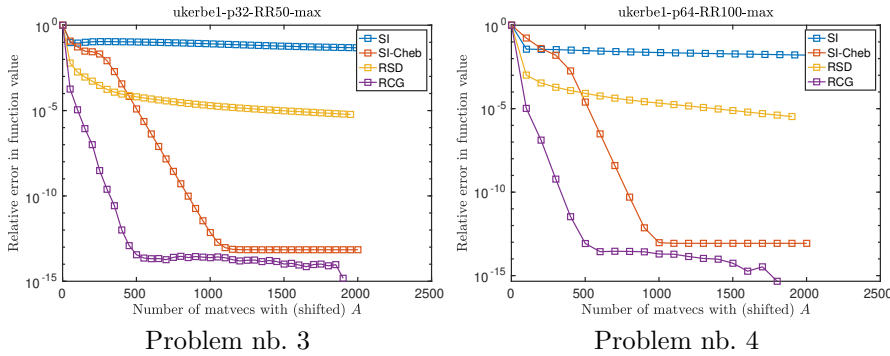 ukerbe1-p32-RR50-max
Relative error in function value
10^0
10^-5
10^-10
10^-15
0
500
1000
1500
2000
2500
Number of matvecs with (shifted) A
SI
SI-Cheb
RSD
RCG
Problem nb. 3
ukerbe1-p64-RR100-max
Relative error in function value
10^0
10^-5
10^-10
10^-15
0
500
1000
1500
2000
2500
Number of matvecs with (shifted) A
SI
SI-Cheb
RSD
RCG
Problem nb. 4